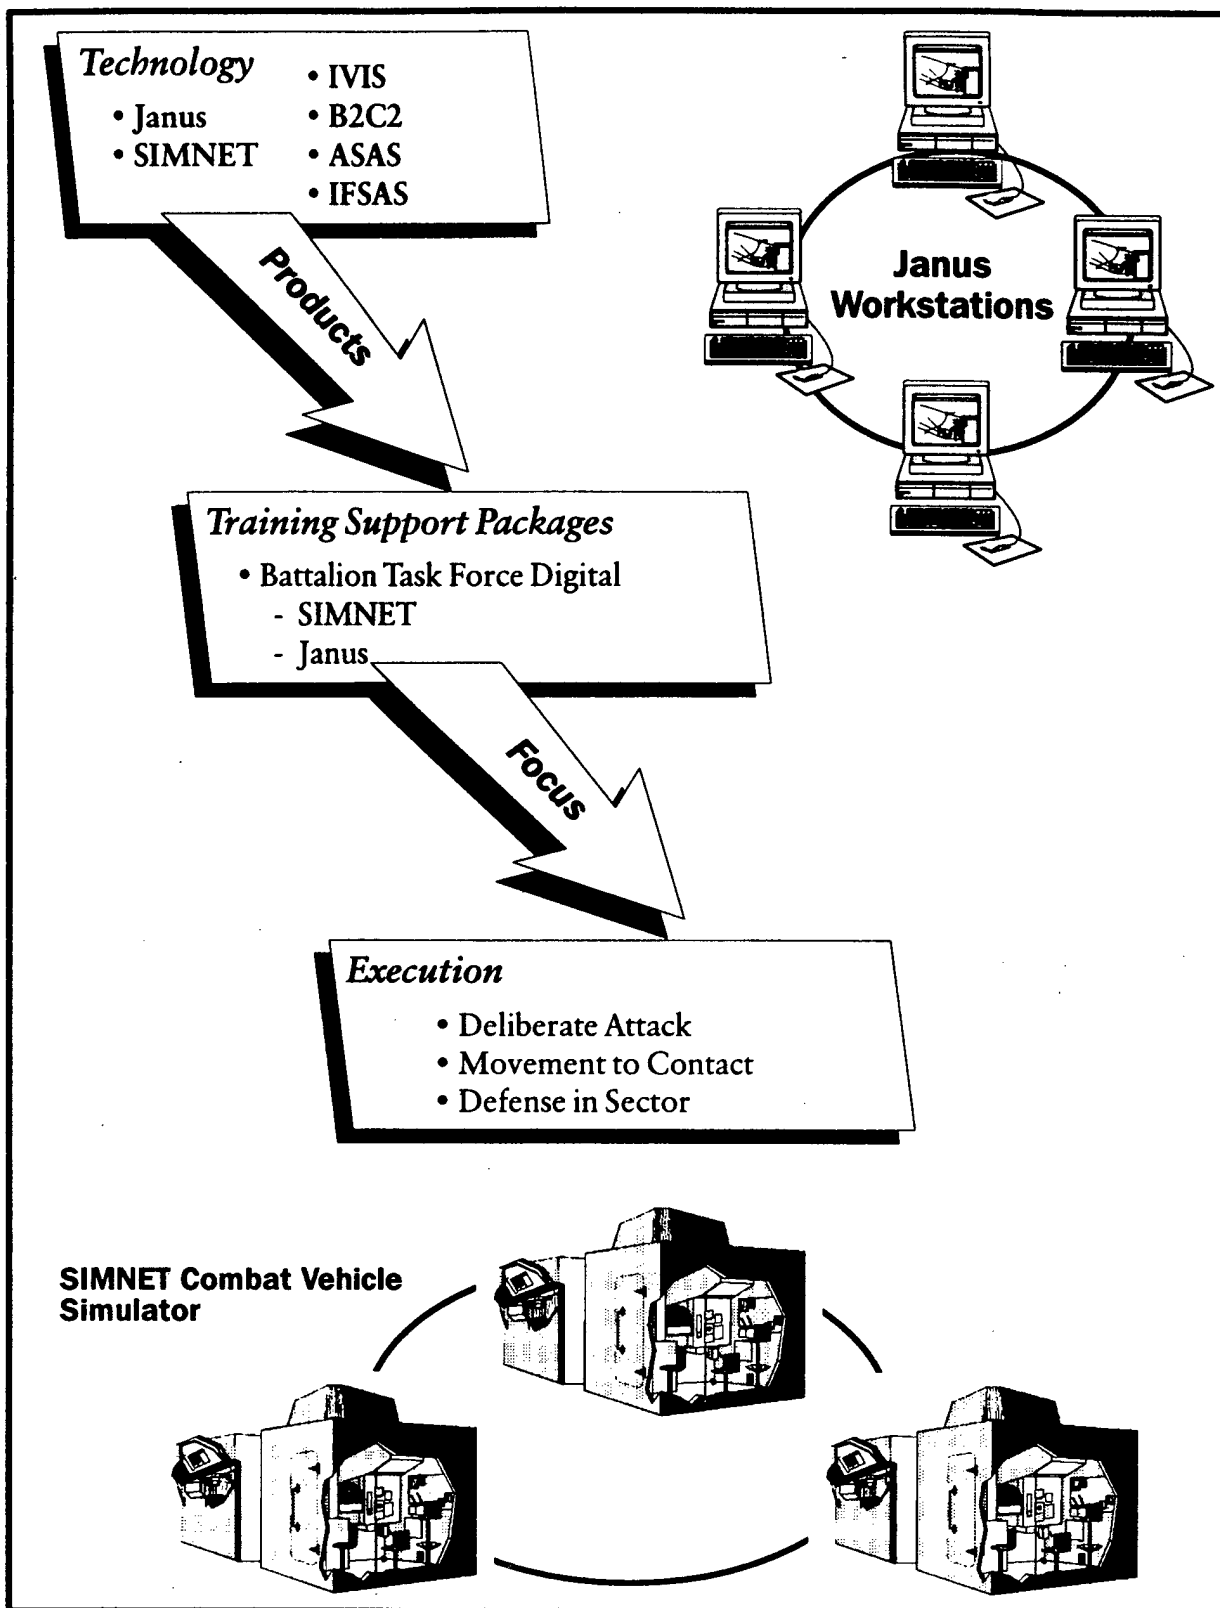 Technology
• Janus
• SIMNET
• IVIS
• B2C2
• ASAS
• IFSAS
Janus
Workstations
Products
Training Support Packages
• Battalion Task Force Digital
- SIMNET
- Janus
Focus
Execution
• Deliberate Attack
• Movement to Contact
• Defense in Sector
SIMNET Combat Vehicle
Simulator